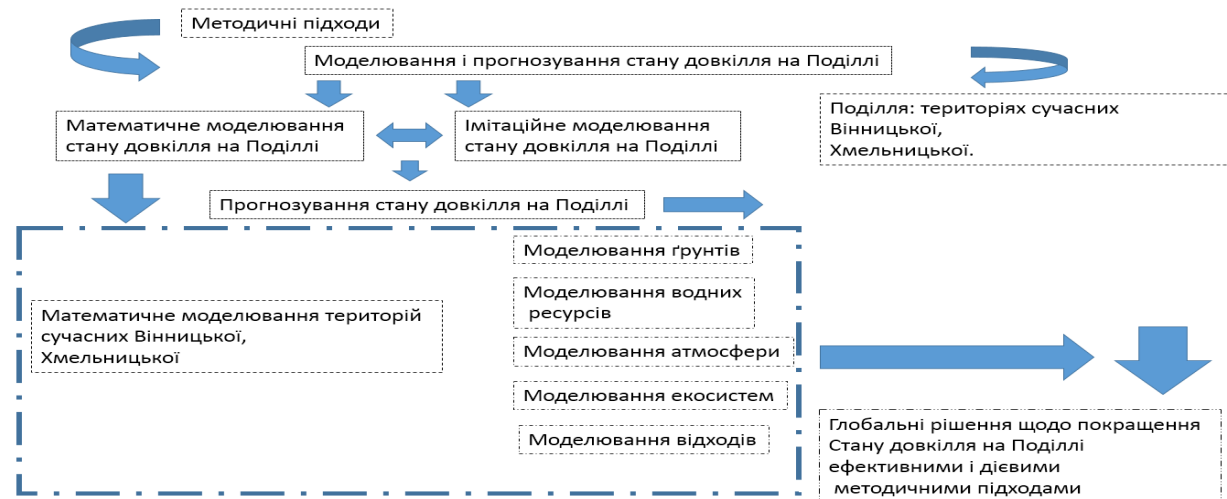 Методичні підходи
Моделювання і прогнозування стану довкілля на Поділлі
Поділля: територіях сучасних
Вінницької,
Хмельницької.
Математичне моделювання
стану довкілля на Поділлі
Імітаційне моделювання
стану довкілля на Поділлі
Прогнозування стану довкілля на Поділлі
Математичне моделювання територій
сучасних Вінницької,
Хмельницької
Моделювання ґрунтів
Моделювання водних
ресурсів
Моделювання атмосфери
Моделювання екосистем
Моделювання відходів
Глобальні рішення щодо покращення
Стану довкілля на Поділлі
ефективними і дієвими
методичними підходами